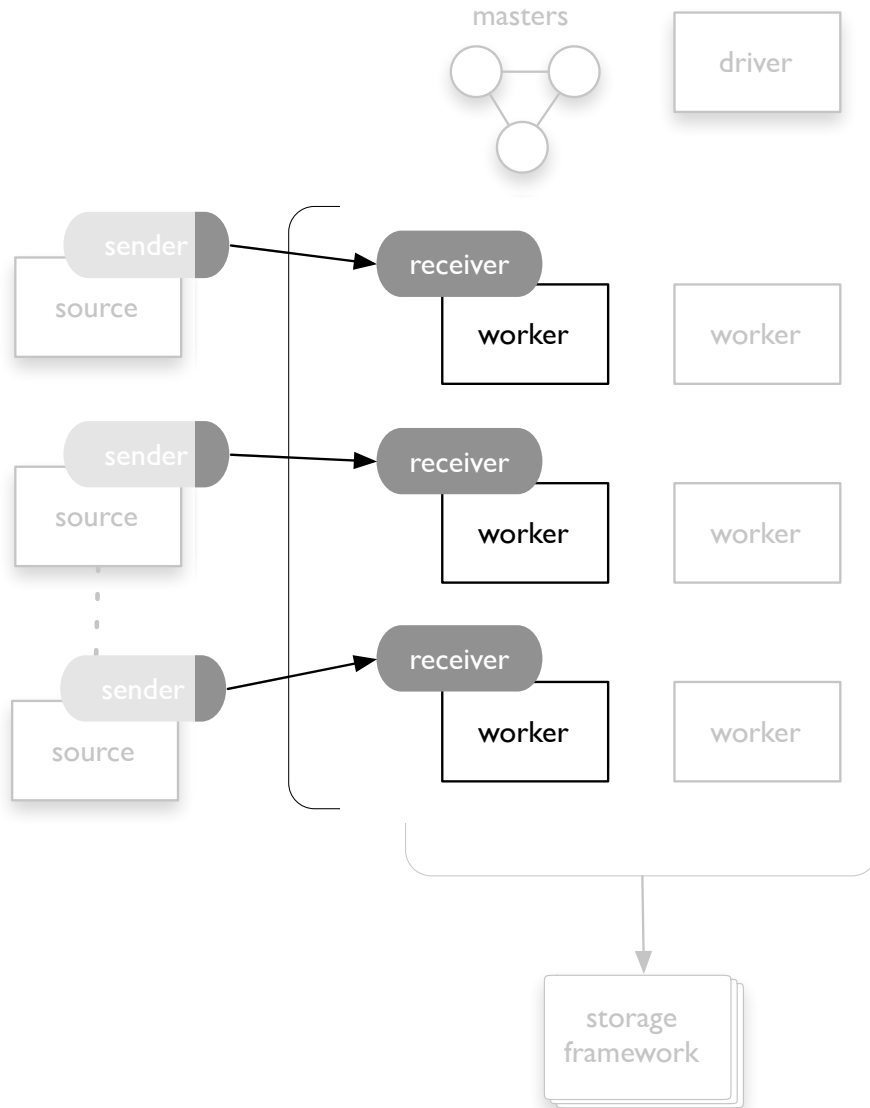 masters
driver
sender
receiver
source
worker
worker
sender
receiver
source
worker
worker
sender
receiver
source
worker
worker
storage
framework